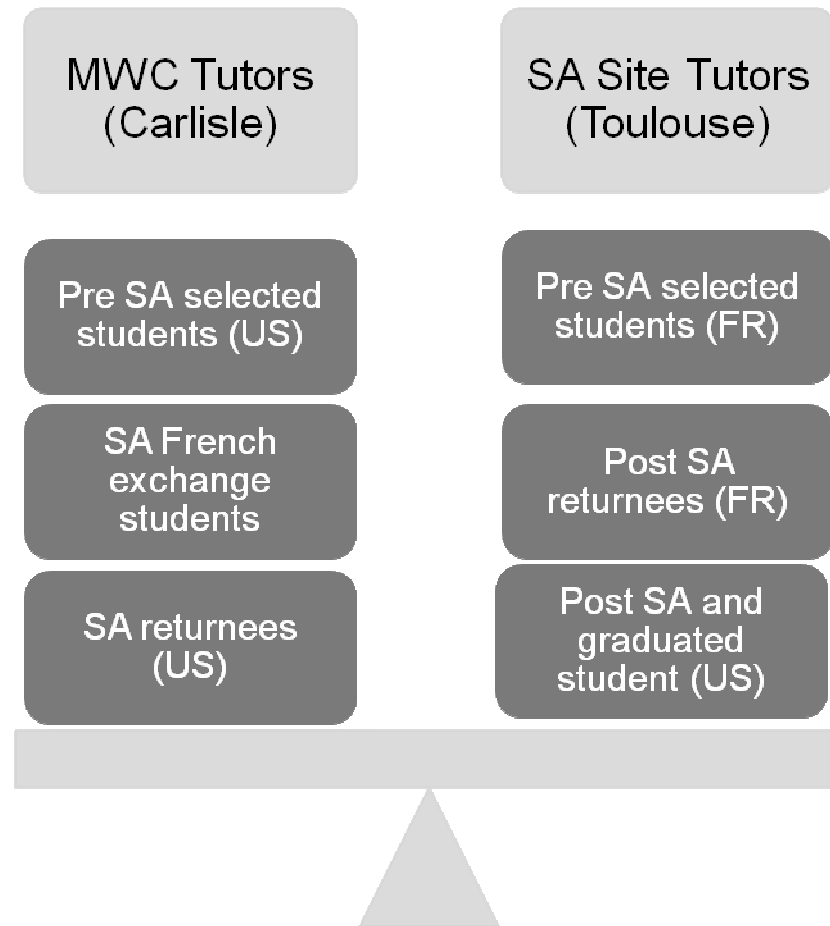 MWC Tutors
(Carlisle)
SA Site Tutors
(Toulouse)
Pre SA selected
students (US)
Pre SA selected
students (FR)
SA French
exchange
students
Post SA
returnees (FR)
SA returnees
(US)
Post SA and
graduated
student (US)